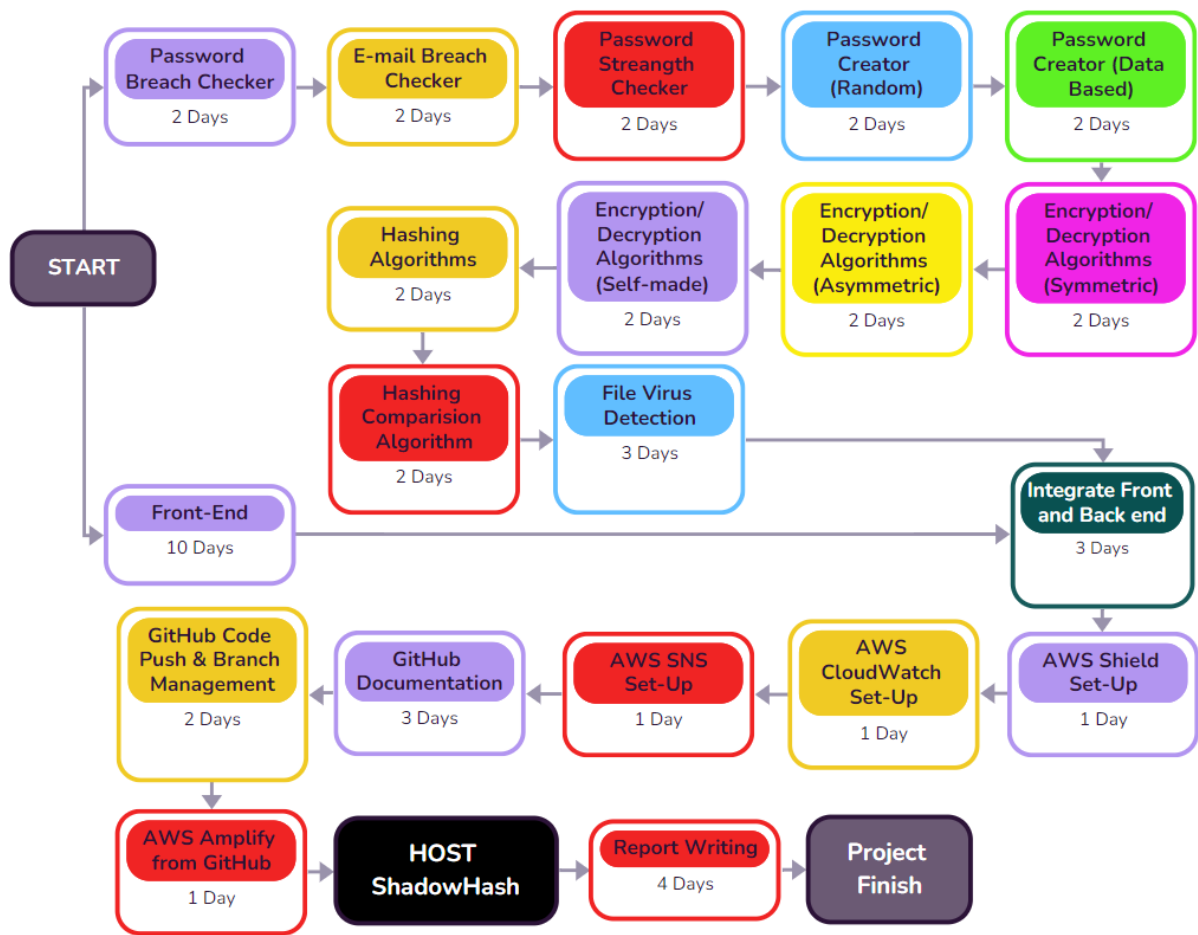 Password
Breach Checker
2 Days
E-mail Breach
Checker
2 Days
Password
Streangth
Checker
2 Days
Password
Creator
(Random)
2 Days
Password
Creator (Data
Based)
2 Days
START
Encryption/
Decryption
Algorithms
(Symmetric)
2 Days
Encryption/
Decryption
Algorithms
(Asymmetric)
2 Days
Encryption/
Decryption
Algorithms
(Self-made)
2 Days
Hashing
Algorithms
2 Days
Hashing
Comparision
Algorithm
2 Days
File Virus
Detection
3 Days
Front-End
10 Days
Integrate Front
and Back end
3 Days
AWS Shield
Set-Up
1 Day
AWS
CloudWatch
Set-Up
1 Day
AWS SNS
Set-Up
1 Day
GitHub
Documentation
3 Days
GitHub Code
Push & Branch
Management
2 Days
AWS Amplify
from GitHub
1 Day
HOST
ShadowHash
Report Writing
4 Days
Project
Finish